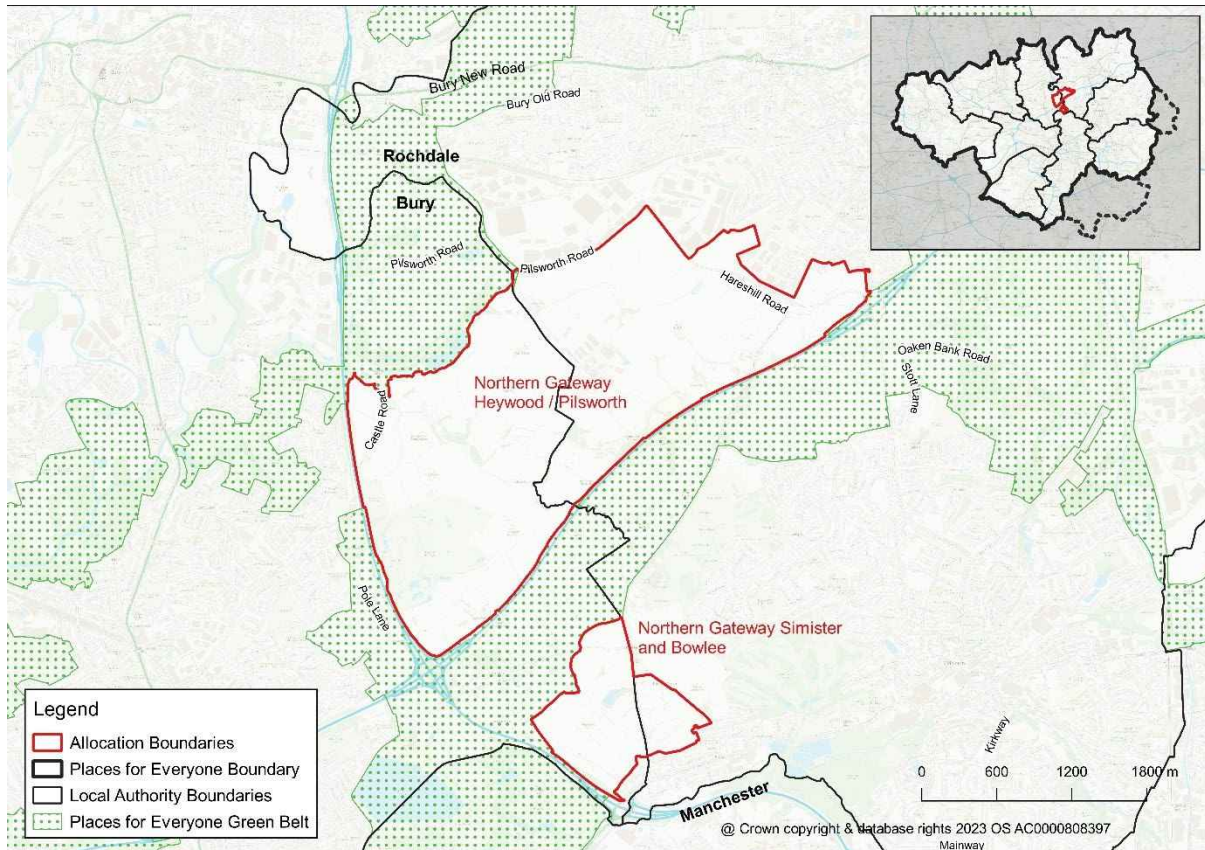 Bury New Road
Bury Old Road
Rochdale
Bury
Pilsworth Road
Pilsworth Road
Hareshill Road
Oaken Bank Road
Stott Lane
Northern Gateway
Heywood / Pilsworth
Castle Road
Pole Lane
Northern Gateway Simister
and Bowlee
Kirkway
Manchester
Mainway
Legend
Allocation Boundaries
Places for Everyone Boundary
Local Authority Boundaries
Places for Everyone Green Belt
0 600 1200 1800 m
@ Crown copyright & database rights 2023 OS AC0000808397